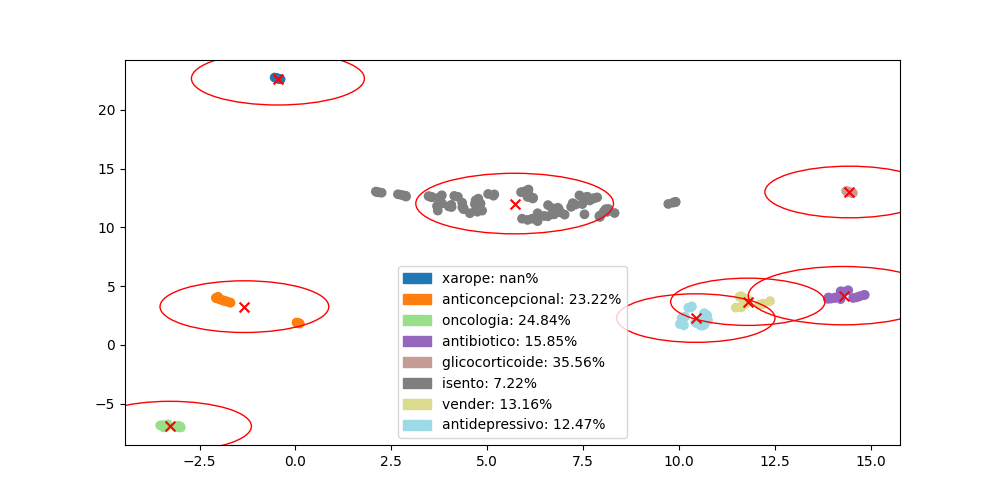 20
15
10
5
0
−5
−2.5
0.0
2.5
5.0
7.5
10.0
12.5
15.0
xarope: nan%
anticoncepcional: 23.22%
oncologia: 24.84%
antibiotico: 15.85%
glicocorticoide: 35.56%
isento: 7.22%
vender: 13.16%
antidepressivo: 12.47%